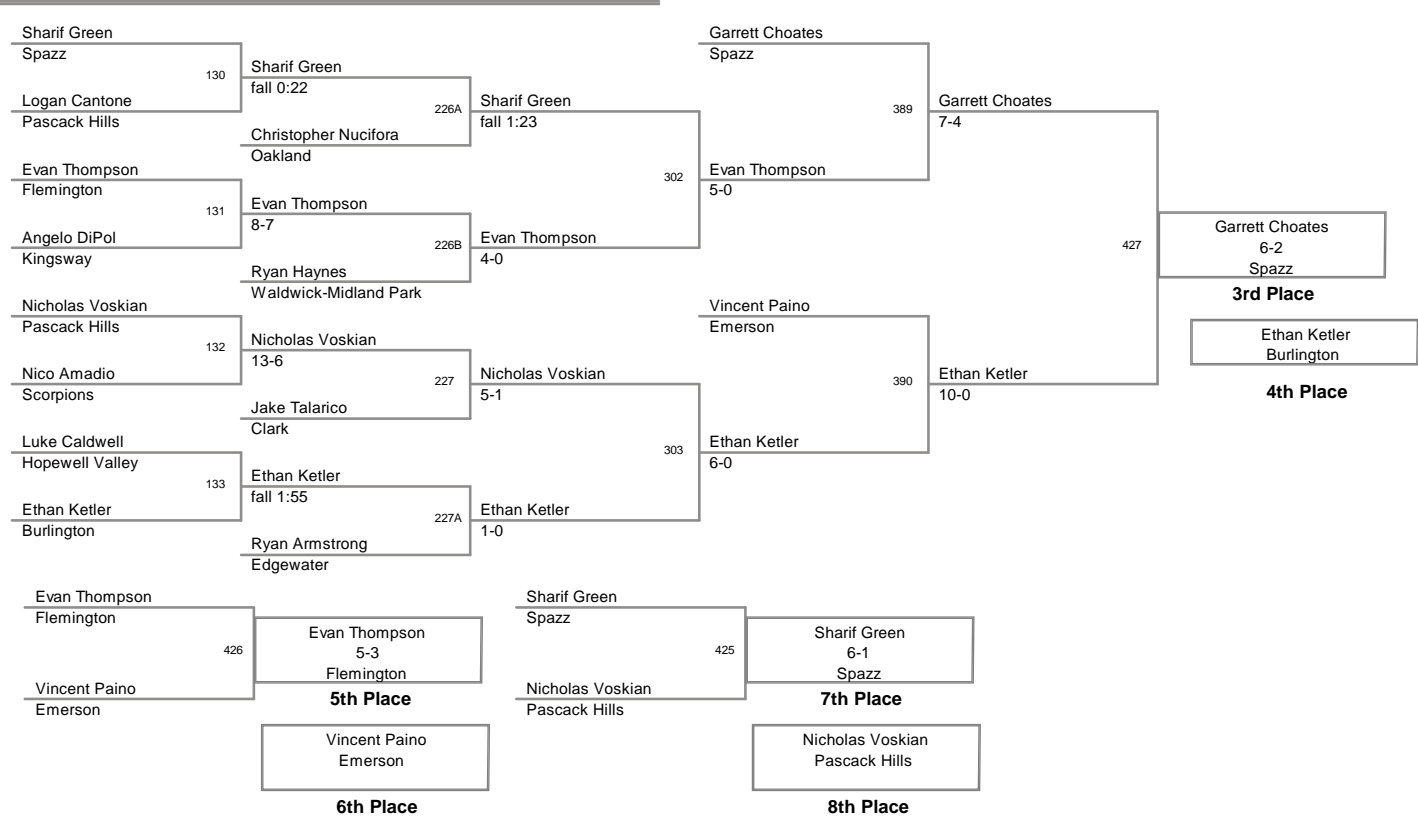 Sharif Green
Spazz
130
Logan Cantone
Pascack Hills
Evan Thompson
Flemington
131
Angelo DiPol
Kingsway
Nicholas Voskian
Pascack Hills
132
Nico Amadio
Scorpions
Luke Caldwell
Hopewell Valley
133
Ethan Ketler
Burlington
Sharif Green
fall 0:22
226A
Christopher Nucifora
Oakland
Evan Thompson
8-7
226B
Ryan Haynes
Waldwick-Midland Park
Nicholas Voskian
13-6
227
Jake Talarico
Clark
Ethan Ketler
fall 1:55
227A
Ryan Armstrong
Edgewater
Sharif Green
fall 1:23
302
Evan Thompson
4-0
Nicholas Voskian
5-1
303
Ethan Ketler
1-0
Garrett Choates
Spazz
389
Evan Thompson
5-0
Vincent Paino
Emerson
390
Ethan Ketler
6-0
Garrett Choates
7-4
427
Ethan Ketler
10-0
Garrett Choates
6-2
Spazz
3rd Place
Ethan Ketler
Burlington
4th Place
Evan Thompson
Flemington
426
Vincent Paino
Emerson
Evan Thompson
5-3
Flemington
5th Place
Vincent Paino
Emerson
6th Place
Sharif Green
Spazz
425
Nicholas Voskian
Pascack Hills
Sharif Green
6-1
Spazz
7th Place
Nicholas Voskian
Pascack Hills
8th Place